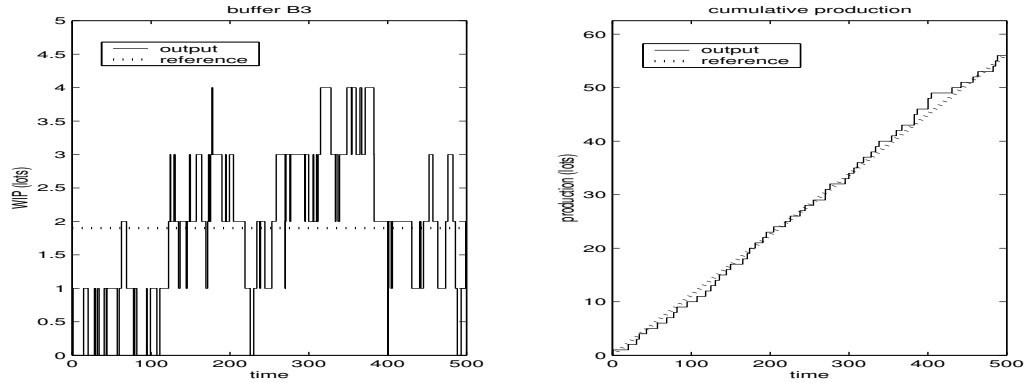 buffer B3
5
4.5
4
3.5
3
2.5
2
1.5
1
0.5
0
WIP (lots)
output
reference
0 100 200 300 400 500
time
cumulative production
60
50
40
30
20
10
0
production (lots)
output
reference
0 100 200 300 400 500
time